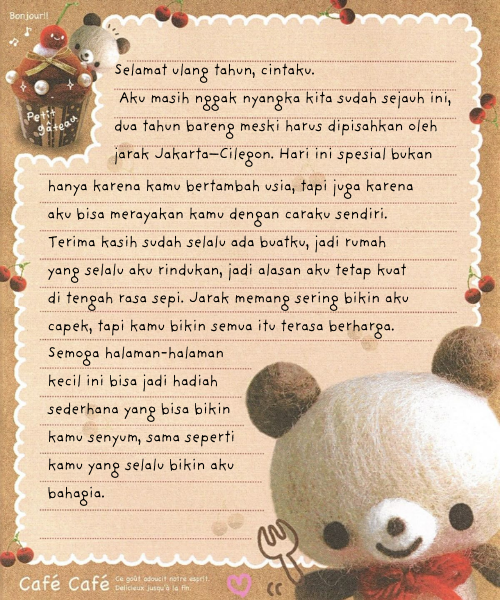 Bonjour!!
Petit
gâteau
Selamat ulang tahun, cintaku.
Aku masih nggak nyangka kita sudah sejauh ini,
dua tahun bareng meski harus dipisahkan oleh
jarak Jakarta–Cilegon. Hari ini spesial bukan
hanya karena kamu bertambah usia, tapi juga karena
aku bisa merayakan kamu dengan caraku sendiri.
Terima kasih sudah selalu ada buatku, jadi rumah
yang selalu aku rindukan, jadi alasan aku tetap kuat
di tengah rasa sepi. Jarak memang sering bikin aku
capek, tapi kamu bikin semua itu terasa berharga.
Semoga halaman-halaman
kecil ini bisa jadi hadiah
sederhana yang bisa bikin
kamu senyum, sama seperti
kamu yang selalu bikin aku
bahagia.
Café Café
Ce goût adoucit notre esprit.
Delicieux jusqu'à la fin.